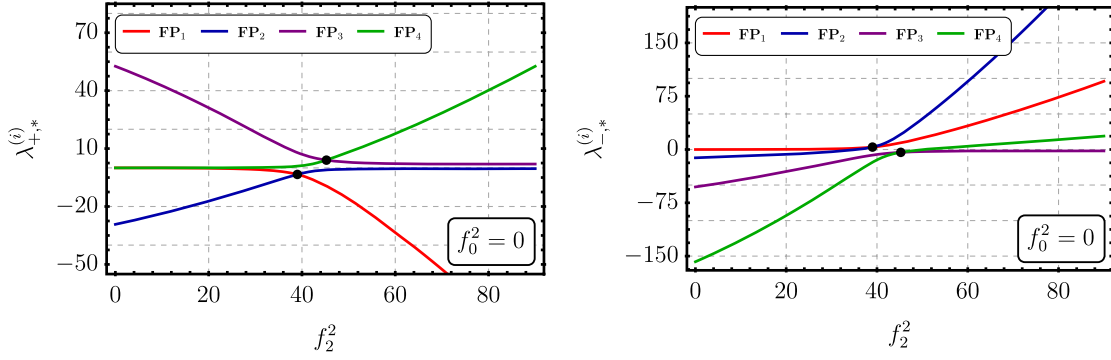 FP₁ FP₂ FP₃ FP₄
70
40
10
−20
−50
λ₊,*⁽ⁱ⁾
f₀² = 0
0 20 40 60 80
f₂²
FP₁ FP₂ FP₃ FP₄
150
75
0
−75
−150
λ₋,*⁽ⁱ⁾
f₀² = 0
0 20 40 60 80
f₂²